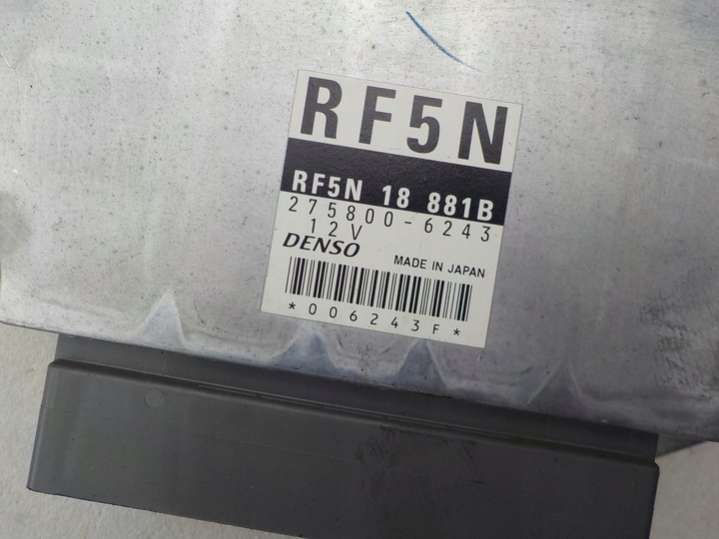 RF5N
RF5N 18 881B
275800-6243
12V
DENSO
MADE IN JAPAN
*006243F*